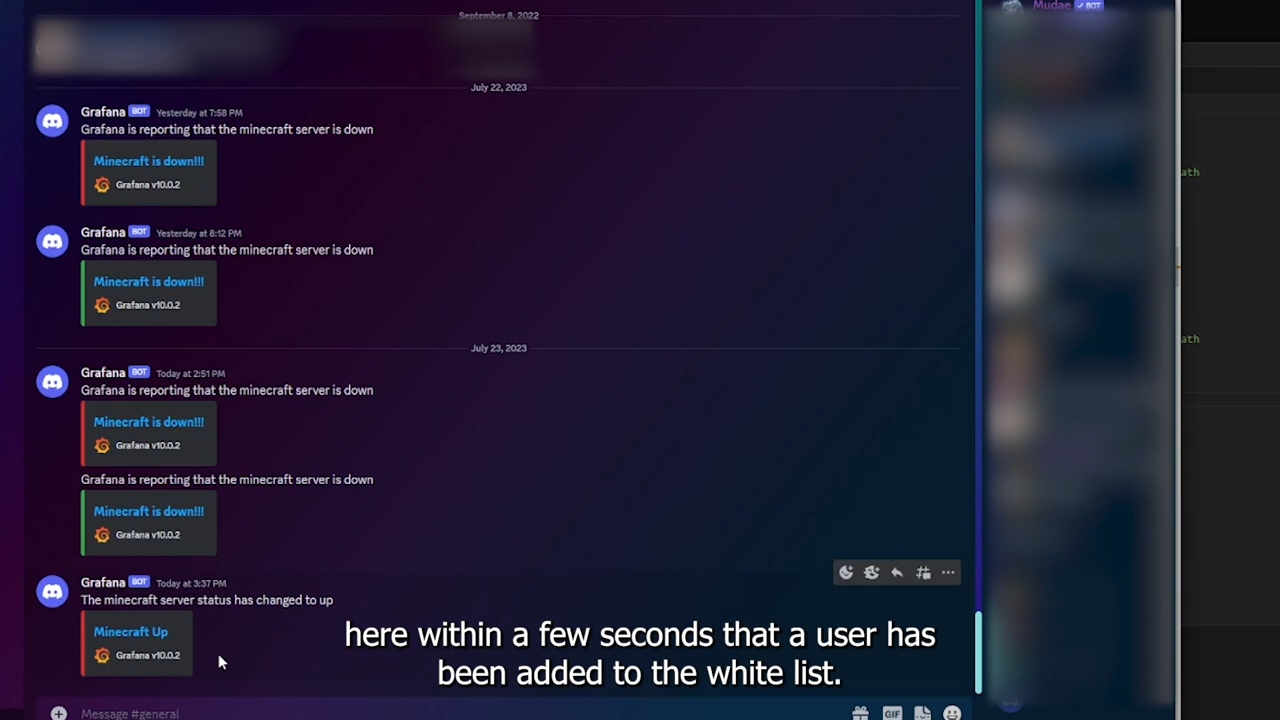 September 8, 2022
Mudae ✓ BOT
July 22, 2023
Grafana BOT Yesterday at 7:58 PM
Grafana is reporting that the minecraft server is down
Minecraft is down!!!
Grafana v10.0.2
ath
Grafana BOT Yesterday at 8:12 PM
Grafana is reporting that the minecraft server is down
Minecraft is down!!!
Grafana v10.0.2
ath
July 23, 2023
Grafana BOT Today at 2:51 PM
Grafana is reporting that the minecraft server is down
Minecraft is down!!!
Grafana v10.0.2
Grafana is reporting that the minecraft server is down
Minecraft is down!!!
Grafana v10.0.2
Grafana BOT Today at 3:37 PM
The minecraft server status has changed to up
Minecraft Up
Grafana v10.0.2
here within a few seconds that a user has
been added to the white list.
Message #general
GIF